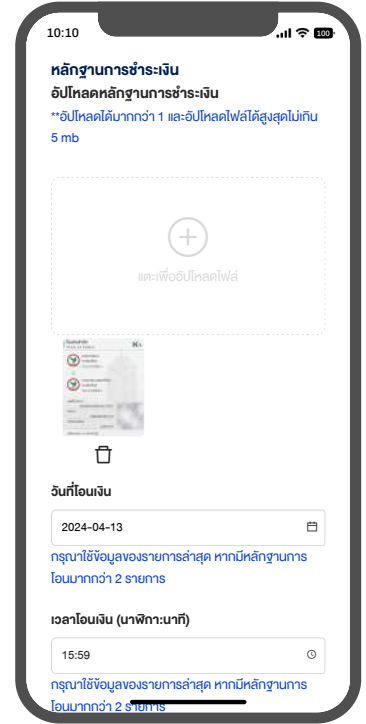 10:10
100
หลักฐานการชำระเงิน
อัปโหลดหลักฐานการชำระเงิน
**อัปโหลดได้มากกว่า 1 และอัปโหลดไฟล์ได้สูงสุดไม่เกิน
5 mb
แตะเพื่ออัปโหลดไฟล์
วันที่โอนเงิน
2024-04-13
กรุณาใช้ข้อมูลของรายการล่าสุด หากมีหลักฐานการ
โอนมากกว่า 2 รายการ
เวลาโอนเงิน (นาฬิกา:นาที)
15:59
กรุณาใช้ข้อมูลของรายการล่าสุด หากมีหลักฐานการ
โอนมากกว่า 2 รายการ